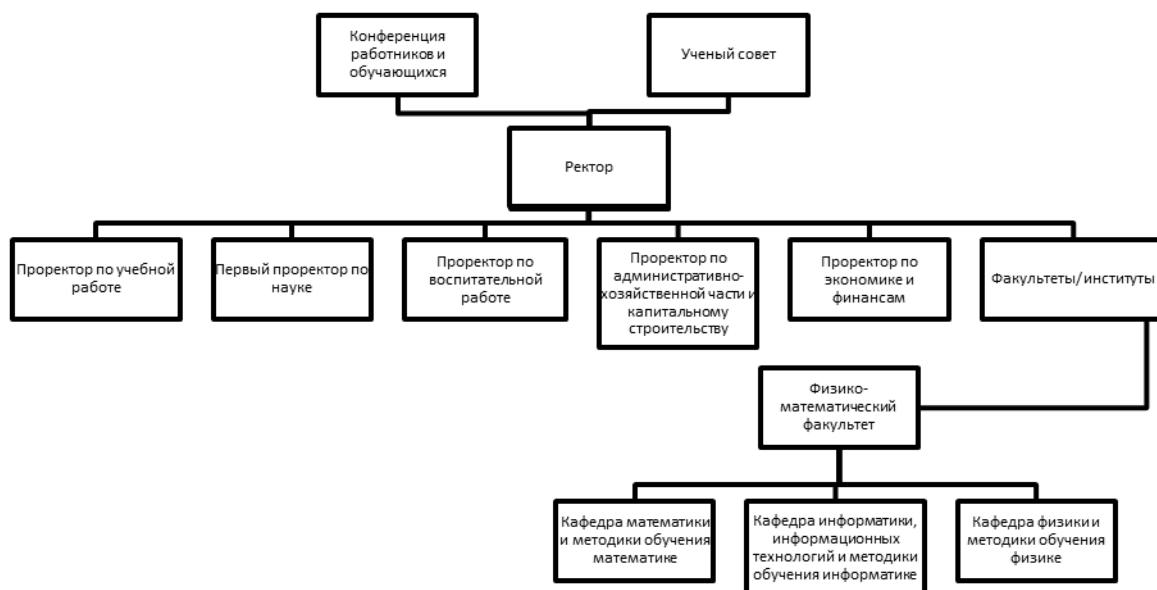 Конференция
работников и
обучающихся
Ученый совет
Ректор
Проректор по учебной
работе
Первый проректор по
науке
Проректор по
воспитательной
работе
Проректор по
административно-
хозяйственной части и
капитальному
строительству
Проректор по
экономике и
финансам
Факультеты/институты
Физико-
математический
факультет
Кафедра математики
и методики обучения
математике
Кафедра информатики,
информационных
технологий и методики
обучения информатике
Кафедра физики и
методики обучения
физике